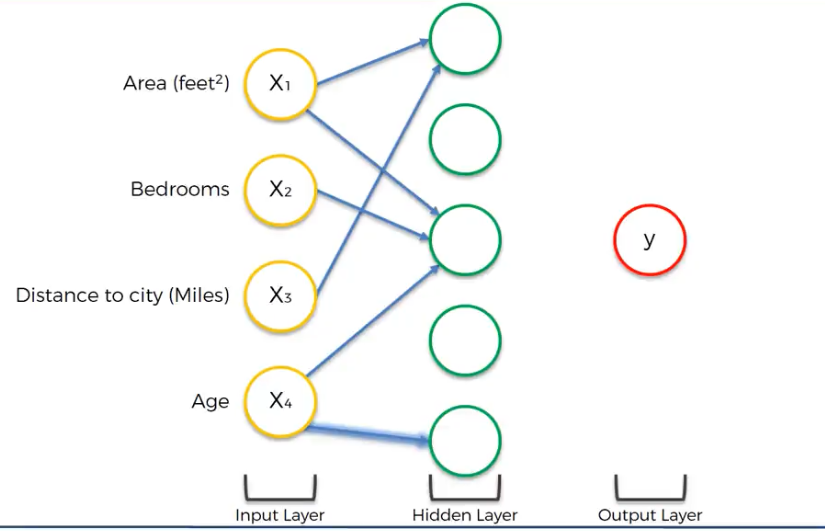 Area (feet²) X₁
Bedrooms X₂
y
Distance to city (Miles) X₃
Age X₄
Input Layer Hidden Layer Output Layer